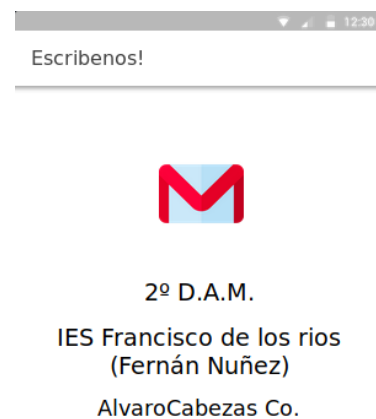 12:30
Escribenos!
2º D.A.M.
IES Francisco de los rios
(Fernán Nuñez)
AlvaroCabezas Co.